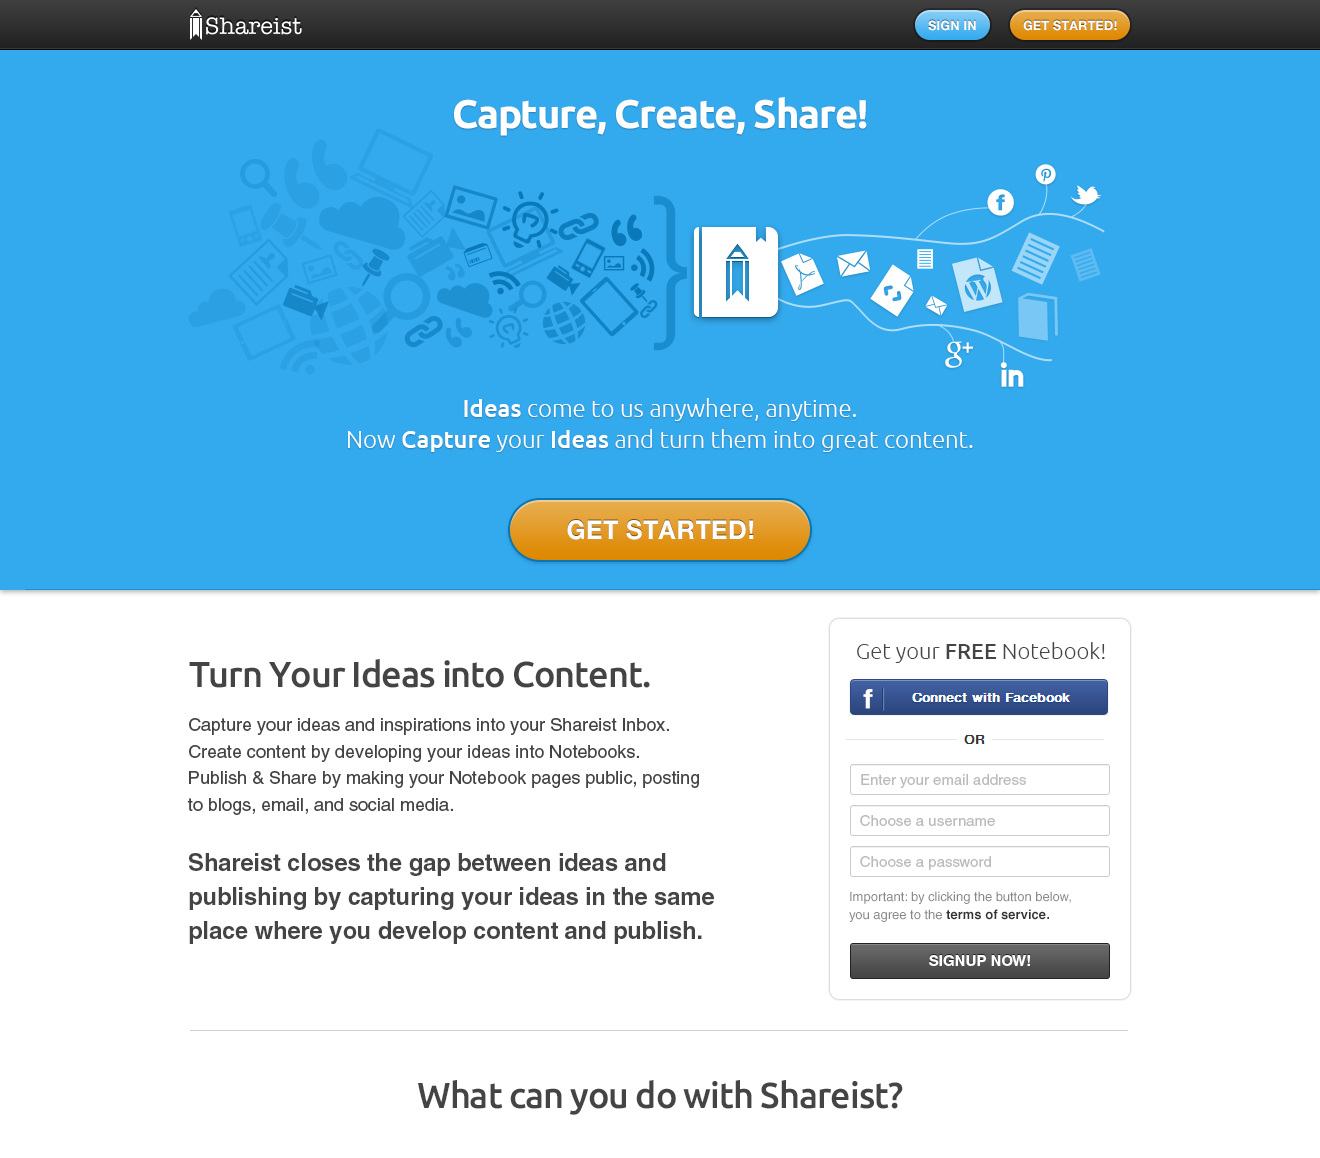 Shareist
SIGN IN
GET STARTED!
Capture, Create, Share!
Ideas come to us anywhere, anytime.
Now Capture your Ideas and turn them into great content.
GET STARTED!
Turn Your Ideas into Content.
Capture your ideas and inspirations into your Shareist Inbox.
Create content by developing your ideas into Notebooks.
Publish & Share by making your Notebook pages public, posting
to blogs, email, and social media.
Shareist closes the gap between ideas and
publishing by capturing your ideas in the same
place where you develop content and publish.
Get your FREE Notebook!
f Connect with Facebook
OR
Enter your email address
Choose a username
Choose a password
Important: by clicking the button below,
you agree to the terms of service.
SIGNUP NOW!
What can you do with Shareist?